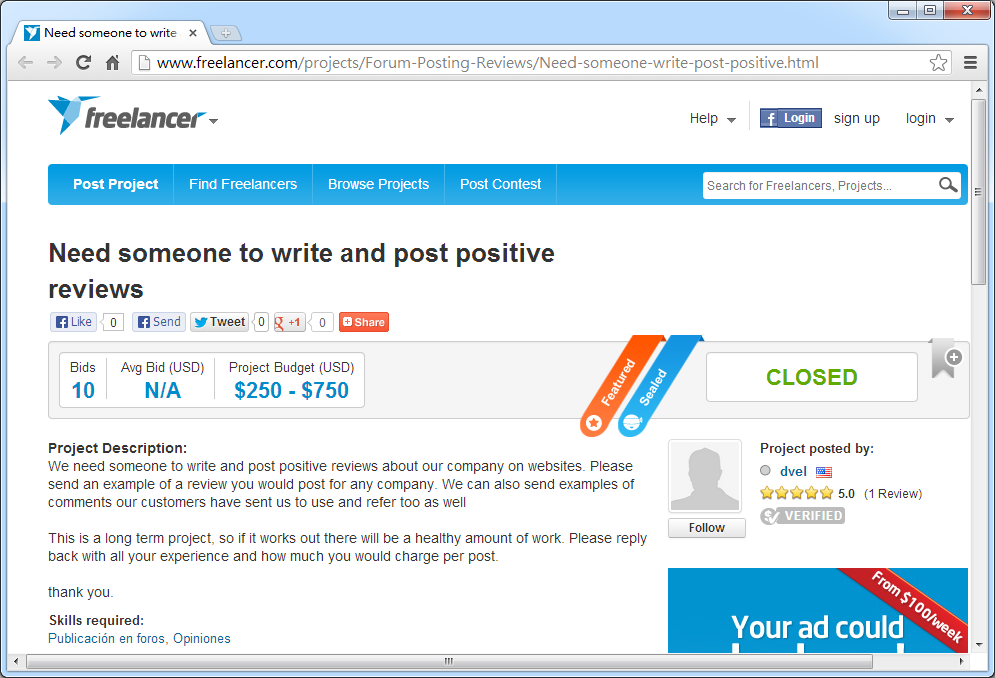 Need someone to write
www.freelancer.com/projects/Forum-Posting-Reviews/Need-someone-write-post-positive.html
freelancer
Help
f Login
sign up
login
Post Project
Find Freelancers
Browse Projects
Post Contest
Search for Freelancers, Projects...
Need someone to write and post positive
reviews
Like 0
Send
Tweet 0
+1 0
Share
Bids
10
Avg Bid (USD)
N/A
Project Budget (USD)
$250 - $750
Featured
Sealed
CLOSED
Project Description:
We need someone to write and post positive reviews about our company on websites. Please
send an example of a review you would post for any company. We can also send examples of
comments our customers have sent us to use and refer too as well
This is a long term project, so if it works out there will be a healthy amount of work. Please reply
back with all your experience and how much you would charge per post.
thank you.
Skills required:
Publicación en foros, Opiniones
Project posted by:
dvel
5.0 (1 Review)
VERIFIED
Follow
From $100/week
Your ad could